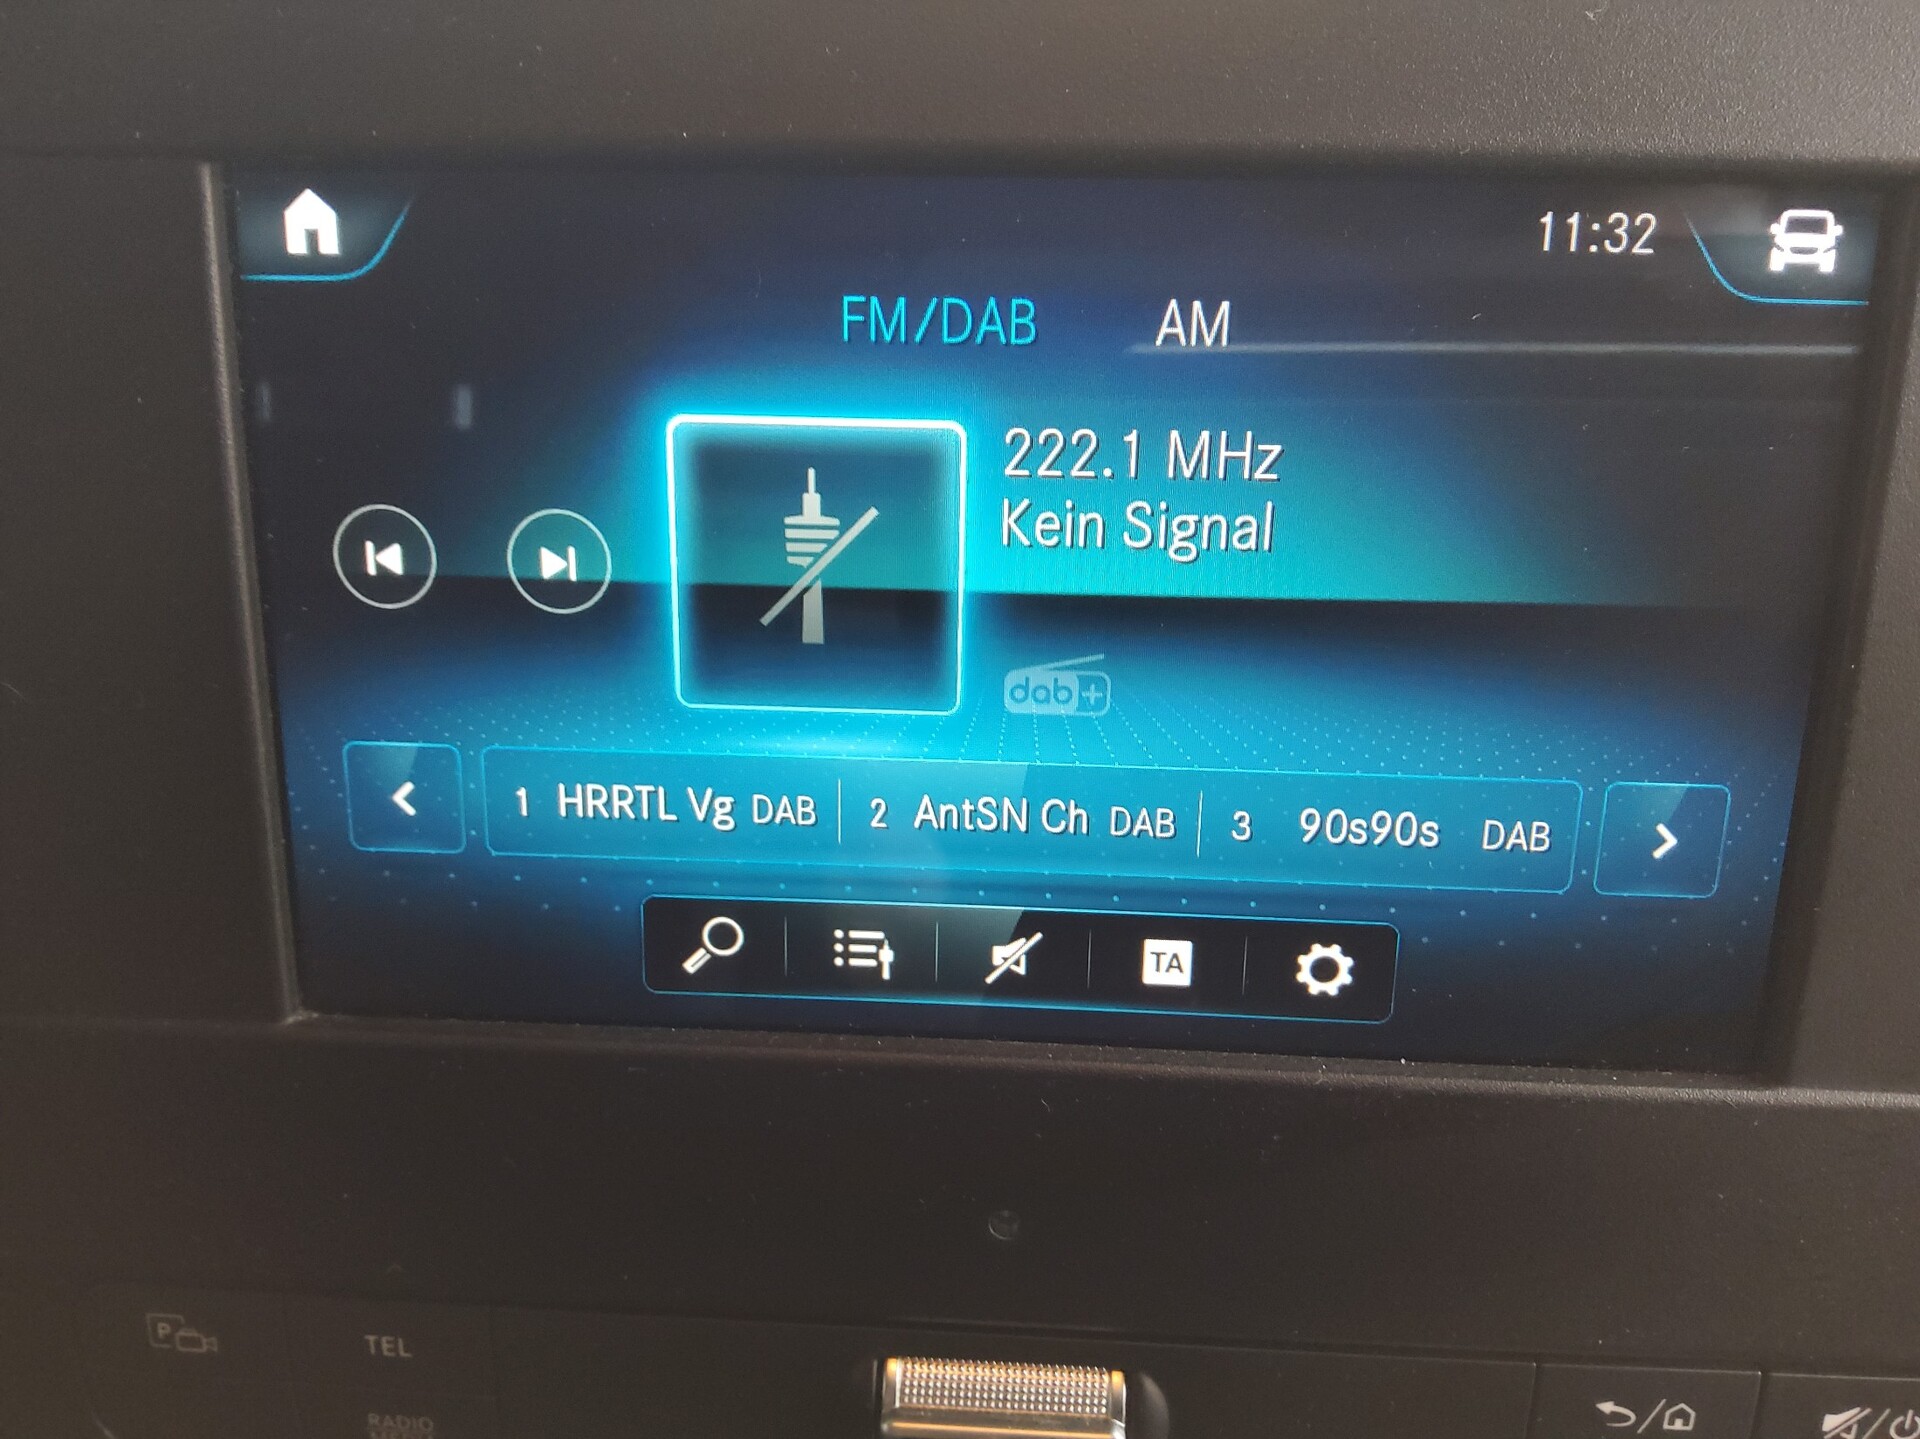 11:32
FM/DAB AM
222.1 MHz
Kein Signal
dab+
1 HRRTL Vg DAB 2 AntSN Ch DAB 3 90s90s DAB
TA
P
TEL
RADIO